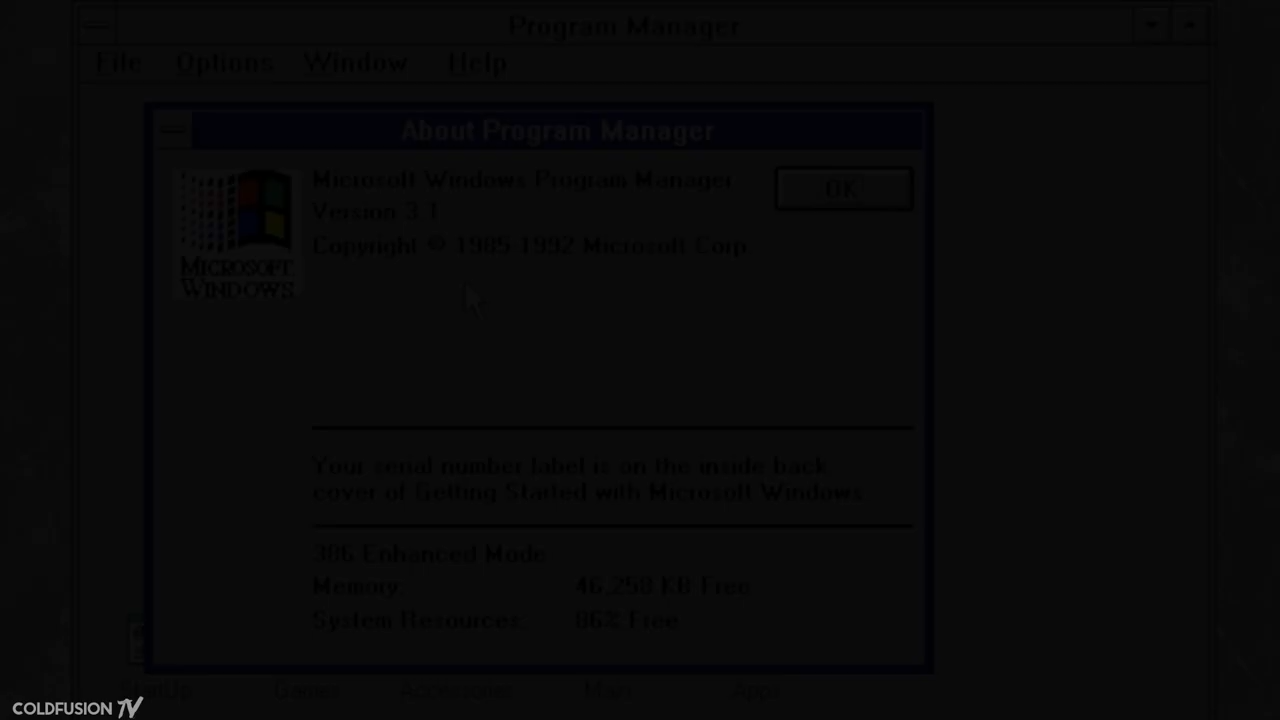 Program Manager
File Options Window Help
About Program Manager
Microsoft Windows Program Manager
Version 3.1
Copyright © 1985-1992 Microsoft Corp.
OK
MICROSOFT.
WINDOWS.
Your serial number label is on the inside back
cover of Getting Started with Microsoft Windows.
386 Enhanced Mode
Memory: 46,258 KB Free
System Resources: 86% Free
StartUp Games Accessories Main Apps
COLDFUSION TV